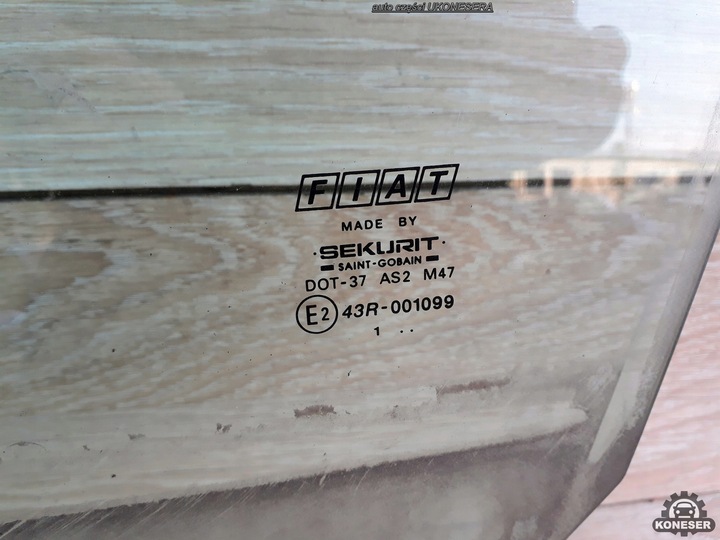 auto części UKONESERA
FIAT
MADE BY
·SEKURIT·
SAINT-GOBAIN
DOT-37 AS2 M47
E2 43R-001099
1 ..
KONESER